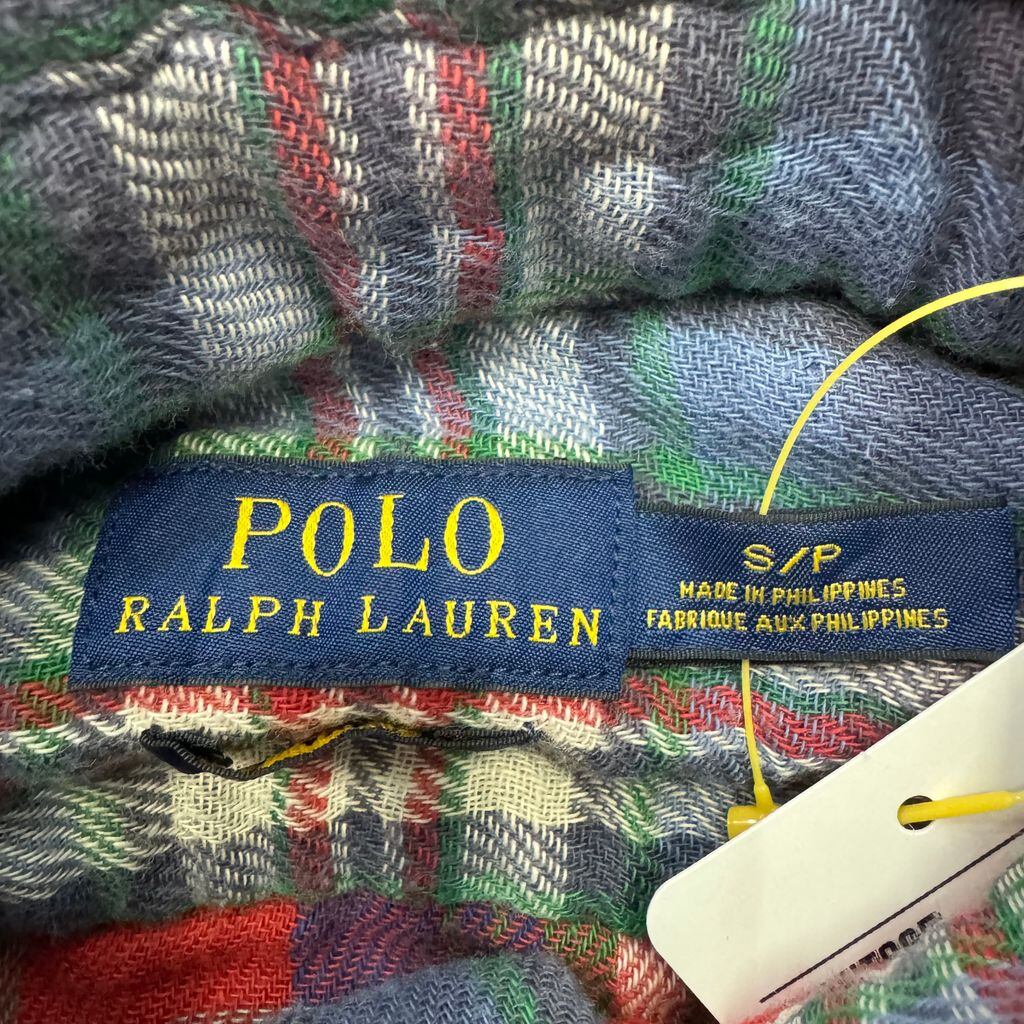 POLO
RALPH LAUREN
S/P
MADE IN PHILIPPINES
FABRIQUE AUX PHILIPPINES